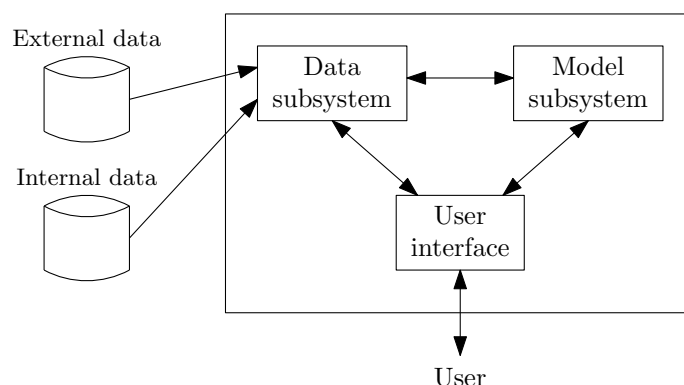 External data
Data
subsystem
Model
subsystem
Internal data
User
interface
User